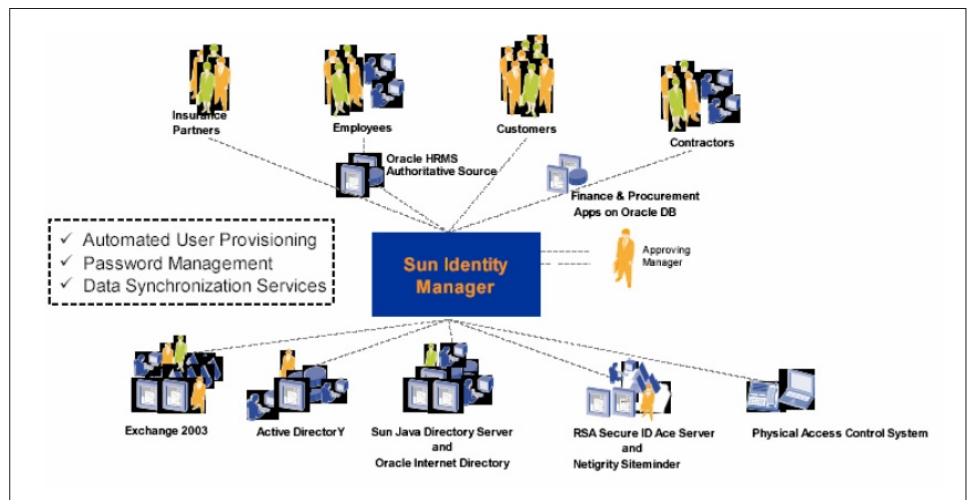 Insurance
Partners
Employees
Customers
Contractors
Oracle HRMS
Authoritative Source
Finance & Procurement
Apps on Oracle DB
✓ Automated User Provisioning
✓ Password Management
✓ Data Synchronization Services
Sun Identity
Manager
Approving
Manager
Exchange 2003
Active DirectorY
Sun Java Directory Server
and
Oracle Internet Directory
RSA Secure ID Ace Server
and
Netigrity Siteminder
Physical Access Control System